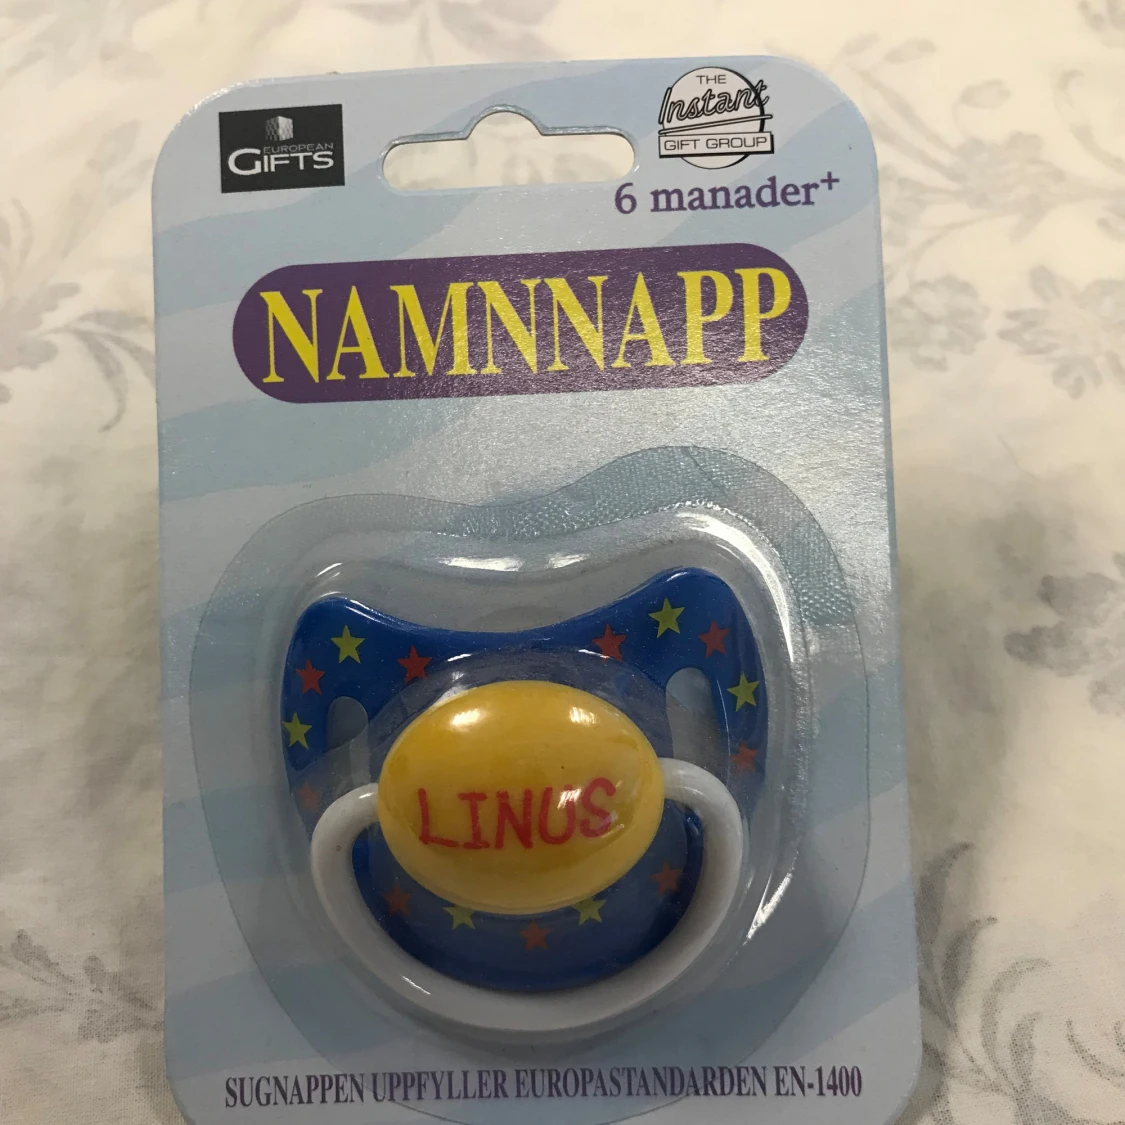 EUROPEAN
GIFTS
THE
Instant
GIFT GROUP
6 manader+
NAMNNAPP
LINUS
SUGNAPPEN UPPFYLLER EUROPASTANDARDEN EN-1400